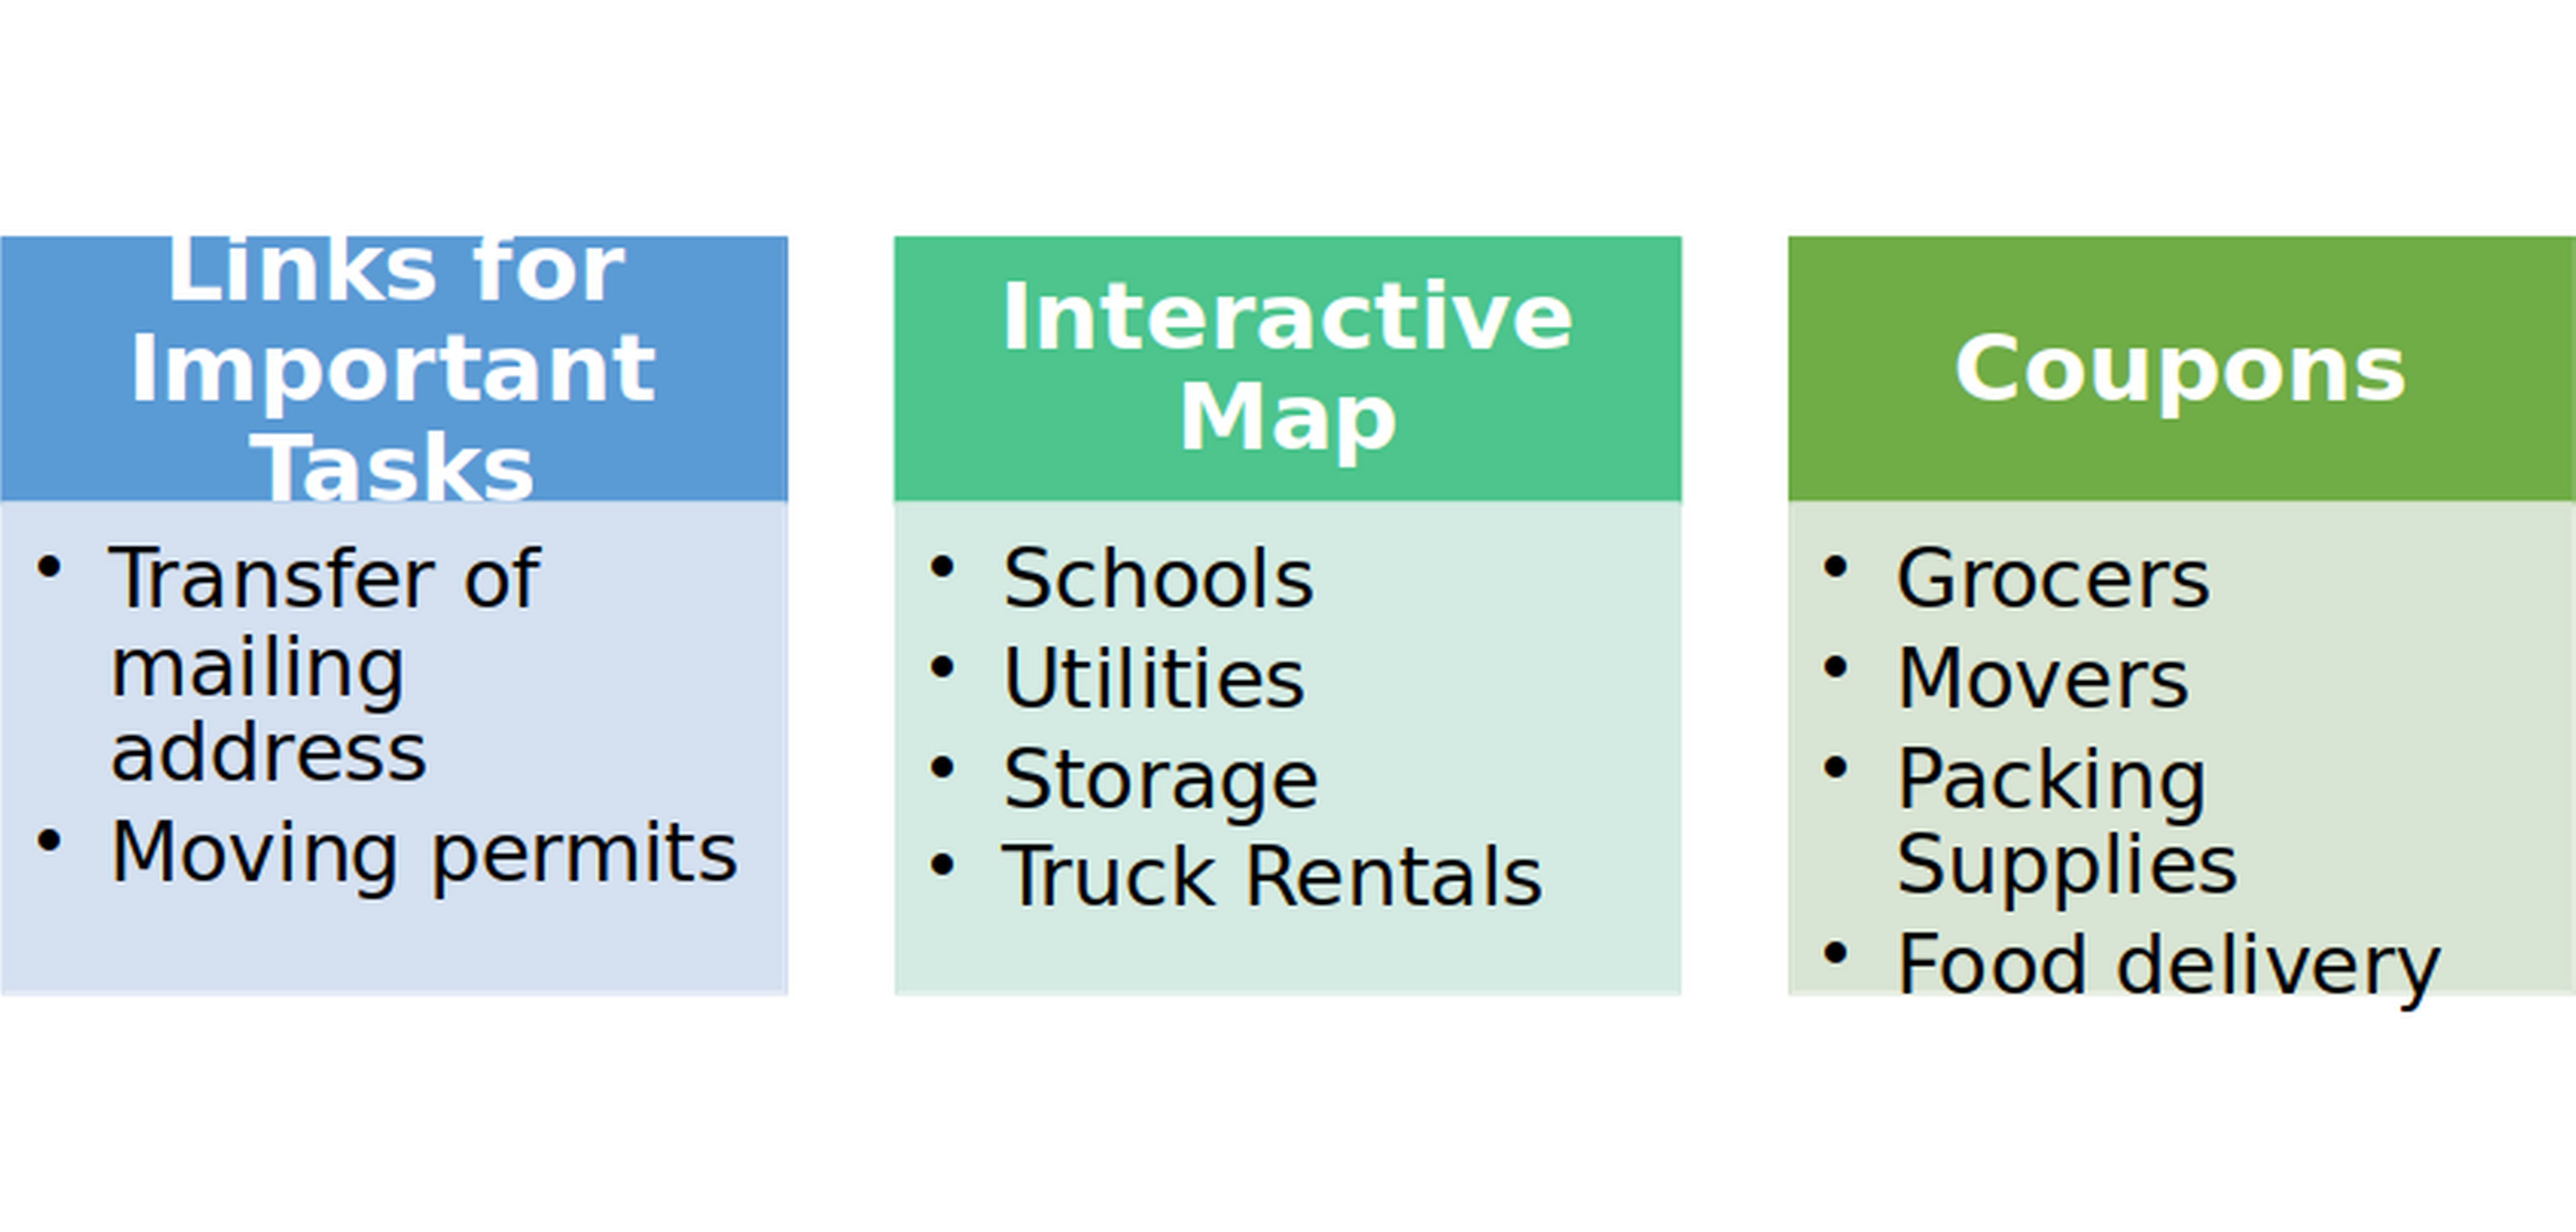 Links for
Important
Tasks
• Transfer of
mailing
address
• Moving permits
Interactive
Map
• Schools
• Utilities
• Storage
• Truck Rentals
Coupons
• Grocers
• Movers
• Packing
Supplies
• Food delivery